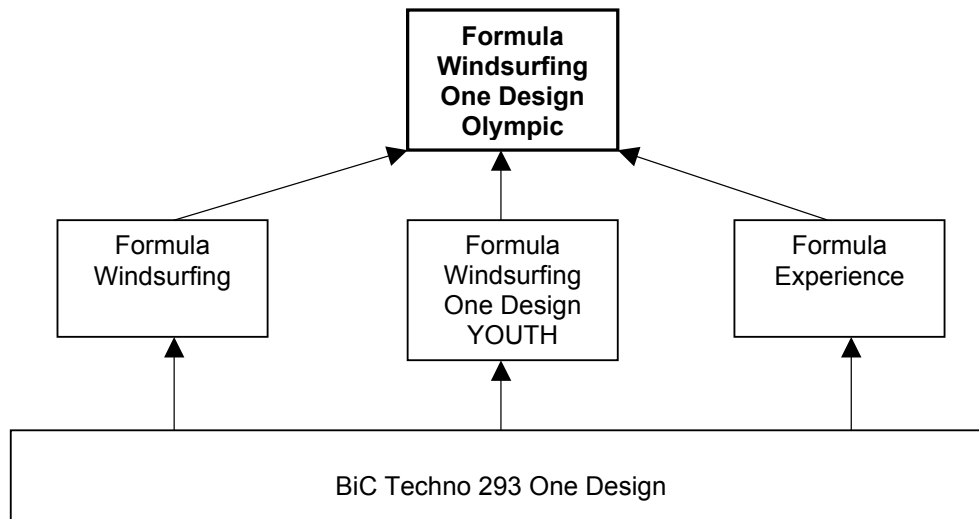 Formula
Windsurfing
One Design
Olympic
Formula
Windsurfing
Formula
Windsurfing
One Design
YOUTH
Formula
Experience
BiC Techno 293 One Design